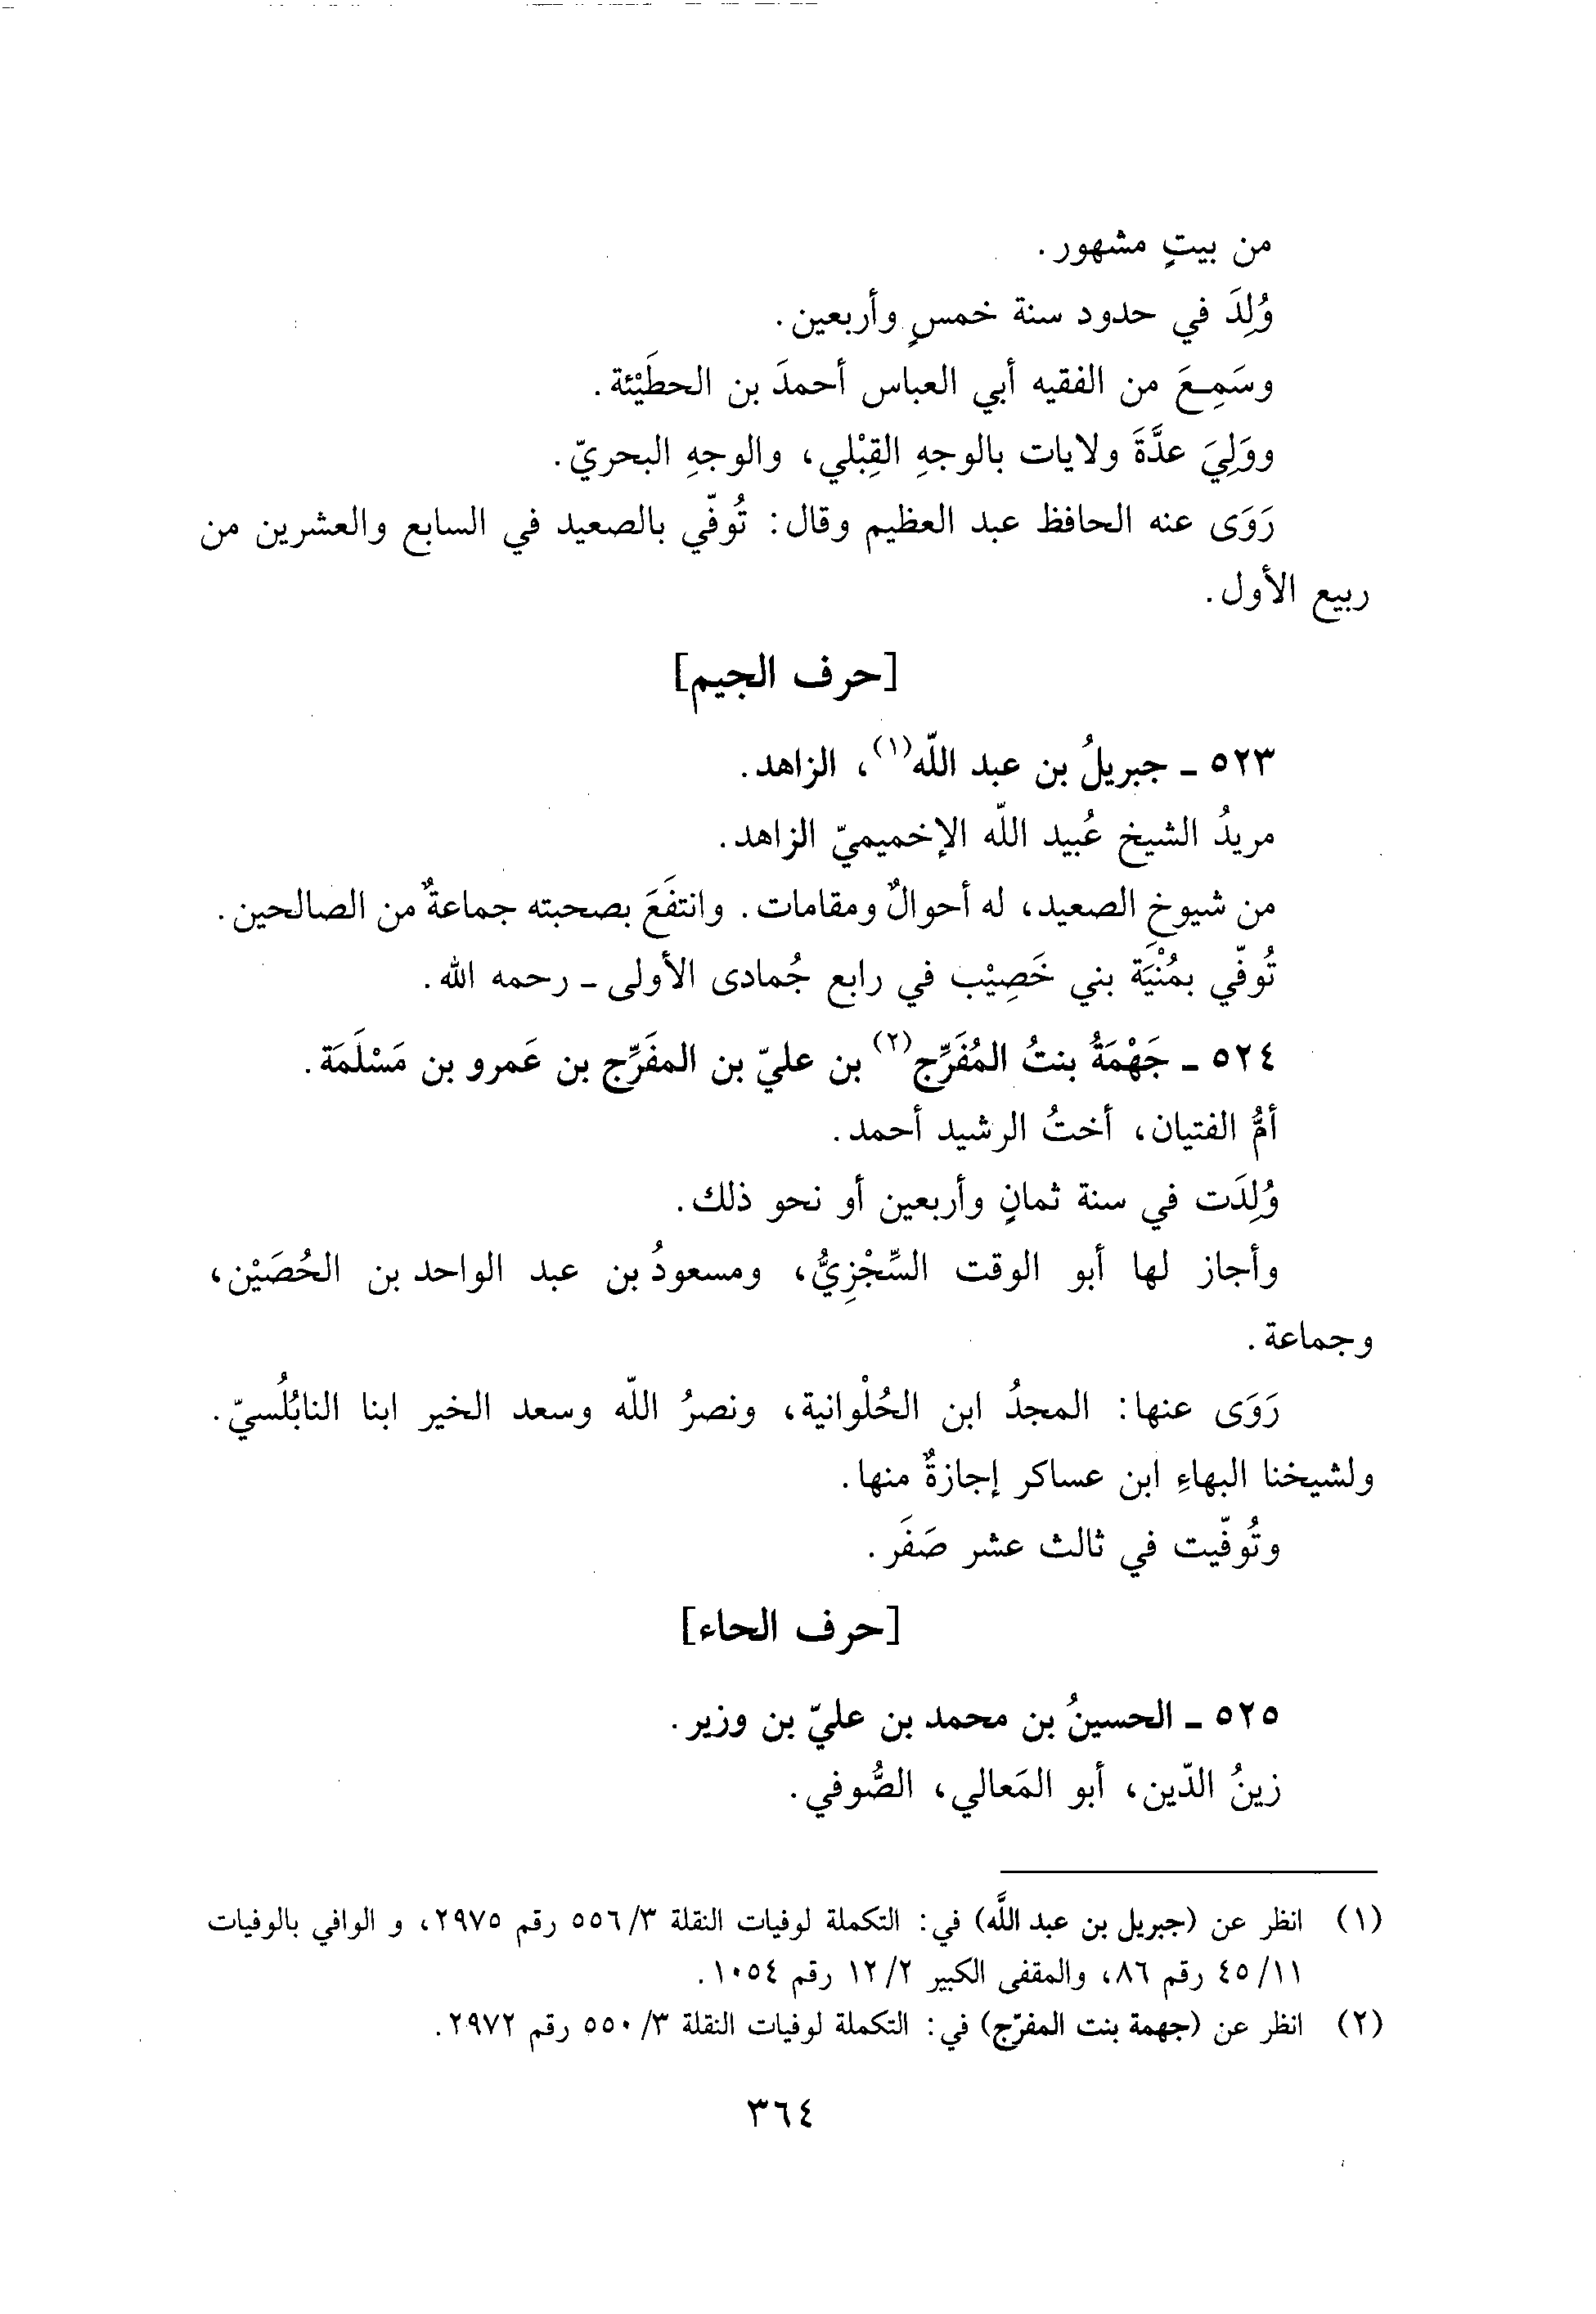 من بيتٍ مشهور.
وُلِدَ في حدود سنة خمسٍ وأربعين.
وسَمِعَ من الفقيه أبي العباس أحمدَ بن الحطَيْئة.
ووَلِيَ عدَّةَ ولايات بالوجهِ القِبْلي، والوجهِ البحريّ.
رَوَى عنه الحافظ عبد العظيم وقال: تُوفّي بالصعيد في السابع والعشرين من
ربيع الأول.
[حرف الجيم]
٥٢٣ ـ جبريلُ بن عبد اللّه(١)، الزاهد.
مريدُ الشيخ عُبيد اللّه الإخميميّ الزاهد.
من شيوخِ الصعيد، له أحوالٌ ومقامات. وانتفَعَ بصحبته جماعةٌ من الصالحين.
تُوفّي بمُنْيَة بني خَصِيْب في رابع جُمادى الأولى ـ رحمه الله.
٥٢٤ ـ جَهْمَةُ بنتُ المُفَرِّج(٢) بن عليّ بن المفَرِّج بن عَمرو بن مَسْلَمَة.
أمُّ الفتيان، أختُ الرشيد أحمد.
وُلِدَت في سنة ثمانٍ وأربعين أو نحو ذلك.
وأجاز لها أبو الوقت السِّجْزِيُّ، ومسعودُ بن عبد الواحد بن الحُصَيْن،
وجماعة.
رَوَى عنها: المجدُ ابن الحُلْوانية، ونصرُ اللّه وسعد الخير ابنا النابُلُسيّ.
ولشيخنا البهاءِ ابن عساكر إجازةٌ منها.
وتُوفّيت في ثالث عشر صَفَر.
[حرف الحاء]
٥٢٥ ـ الحسينُ بن محمد بن عليّ بن وزير.
زينُ الدّين، أبو المَعالي، الصُّوفي.
(١) انظر عن (جبريل بن عبد اللَّه) في: التكملة لوفيات النقلة ٣/ ٥٥٦ رقم ٢٩٧٥، و الوافي بالوفيات
١١/ ٤٥ رقم ٨٦، والمقفى الكبير ٢/ ١٢ رقم ١٠٥٤.
(٢) انظر عن (جهمة بنت المفرّج) في: التكملة لوفيات النقلة ٣/ ٥٥٠ رقم ٢٩٧٢.
٣٦٤